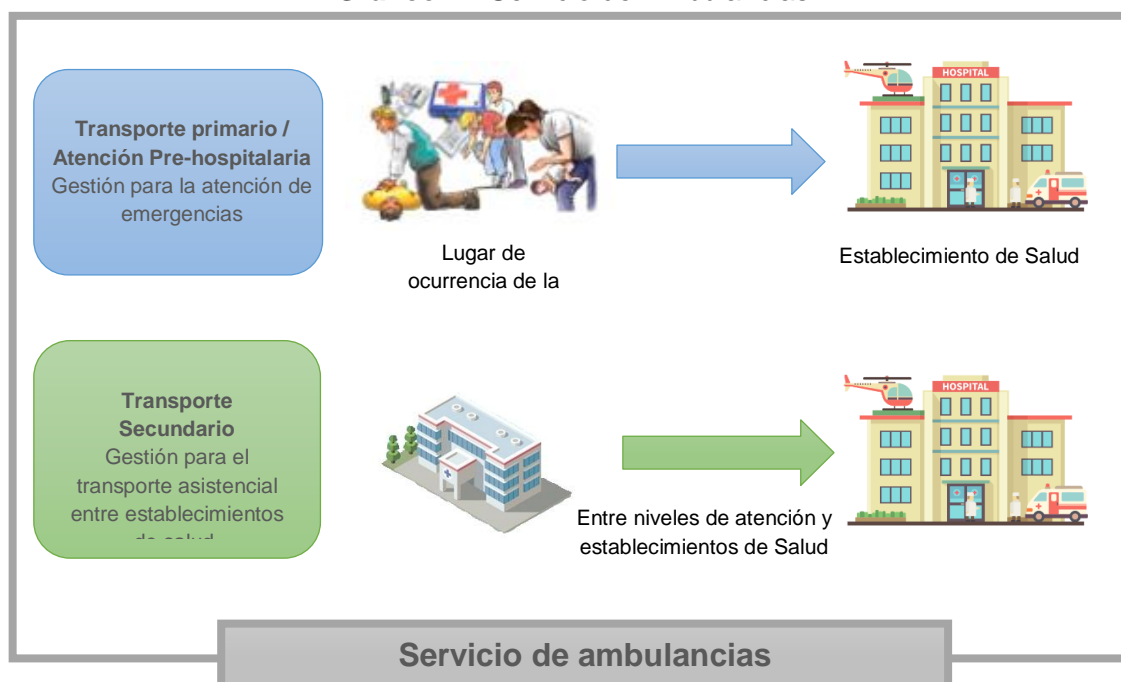 Transporte primario /
Atención Pre-hospitalaria
Gestión para la atención de
emergencias
HOSPITAL
Lugar de
ocurrencia de la
Establecimiento de Salud
Transporte
Secundario
Gestión para el
transporte asistencial
entre establecimientos
de salud
HOSPITAL
Entre niveles de atención y
establecimientos de Salud
Servicio de ambulancias